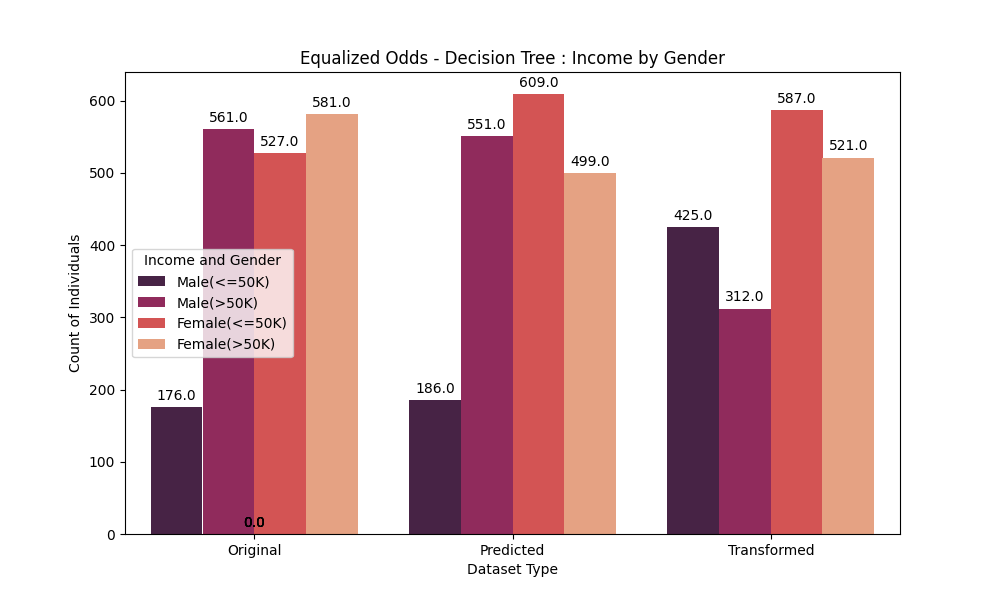 Equalized Odds - Decision Tree : Income by Gender
Count of Individuals
600
500
400
300
200
100
0
176.0
561.0
527.0
581.0
0.0
186.0
551.0
609.0
499.0
425.0
312.0
587.0
521.0
Income and Gender
Male(<=50K)
Male(>50K)
Female(<=50K)
Female(>50K)
Original
Predicted
Transformed
Dataset Type